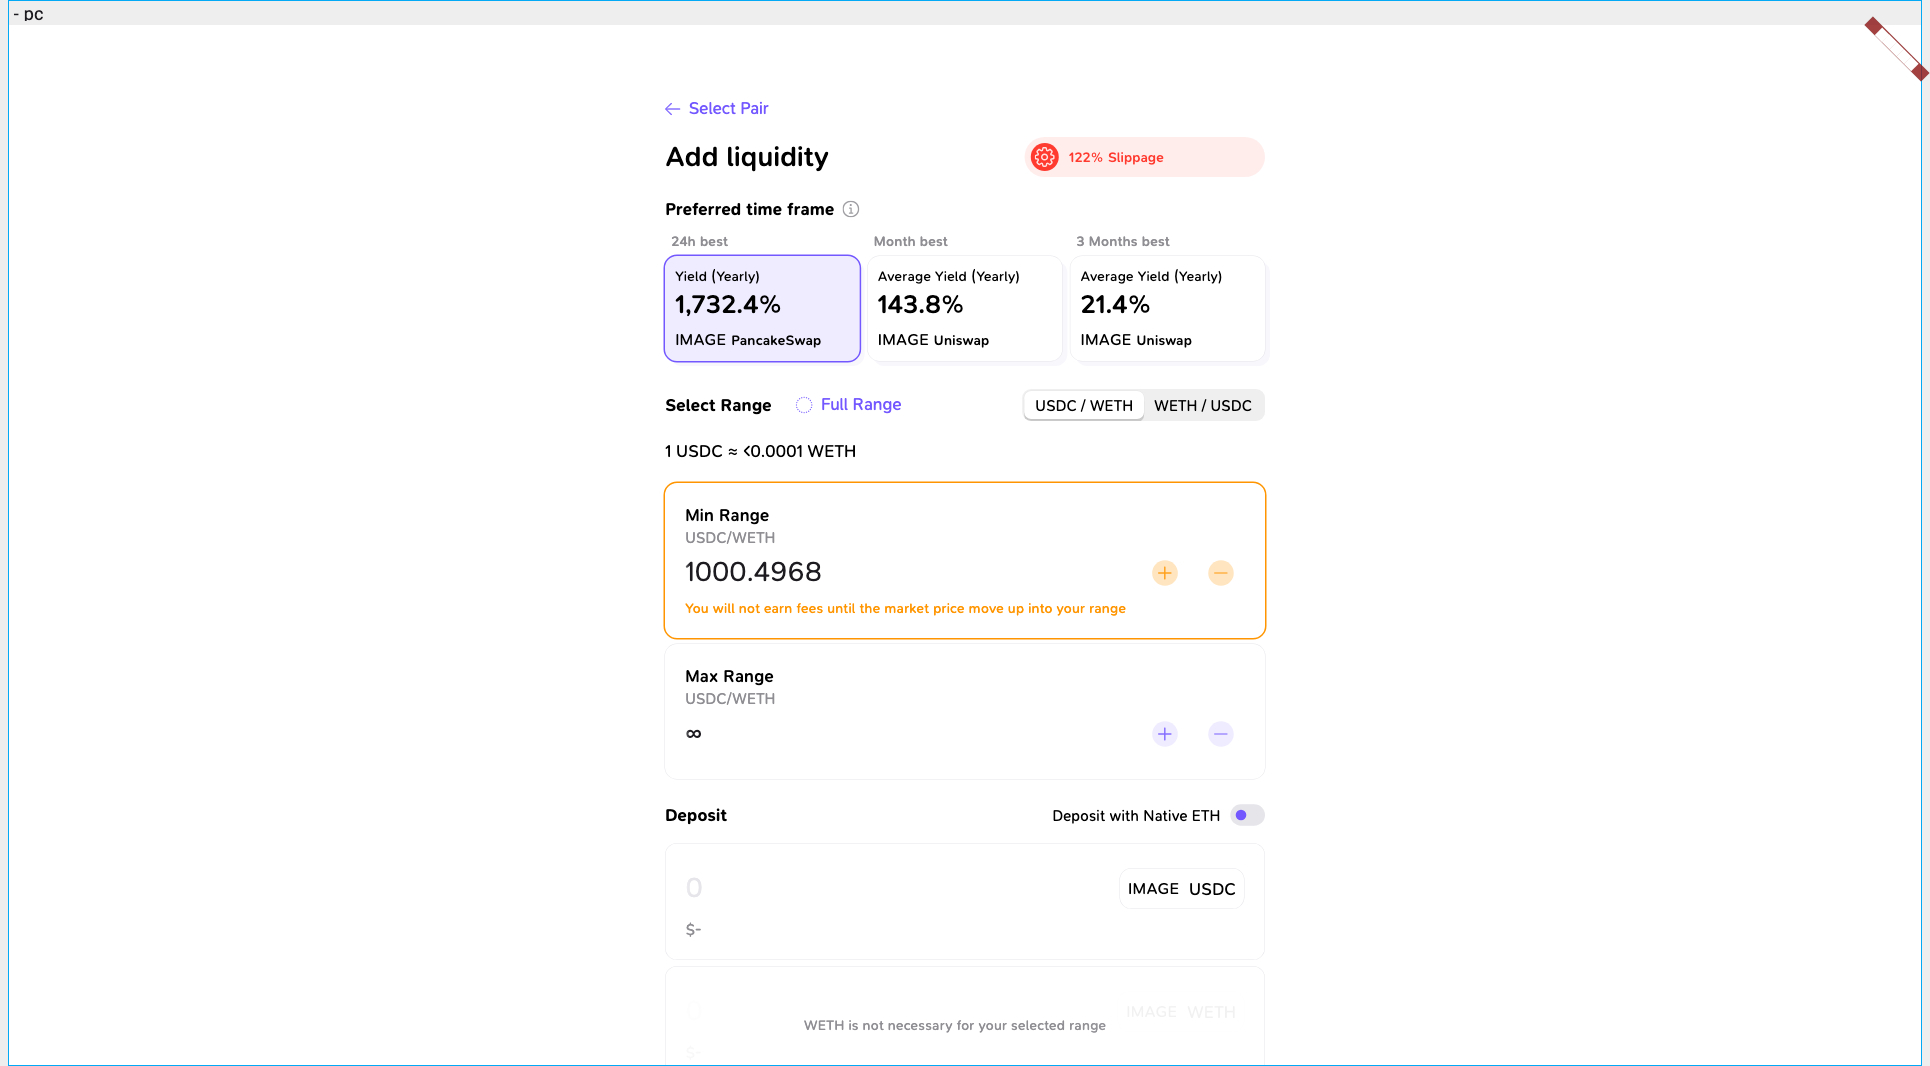 - pc
← Select Pair
Add liquidity
122% Slippage
Preferred time frame
24h best
Month best
3 Months best
Yield (Yearly)
1,732.4%
IMAGE PancakeSwap
Average Yield (Yearly)
143.8%
IMAGE Uniswap
Average Yield (Yearly)
21.4%
IMAGE Uniswap
Select Range
Full Range
USDC / WETH
WETH / USDC
1 USDC ≈ <0.0001 WETH
Min Range
USDC/WETH
1000.4968
You will not earn fees until the market price move up into your range
Max Range
USDC/WETH
∞
Deposit
Deposit with Native ETH
0
IMAGE USDC
$-
0
IMAGE WETH
WETH is not necessary for your selected range
$-